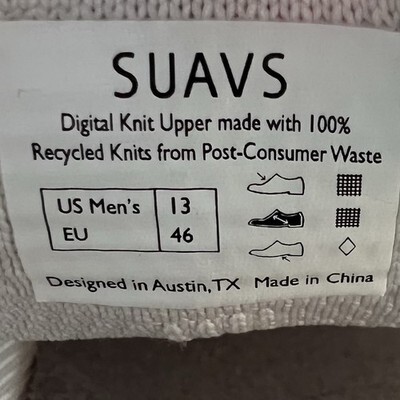 SUAVS
Digital Knit Upper made with 100%
Recycled Knits from Post-Consumer Waste
US Men's 13
EU 46
Designed in Austin, TX Made in China